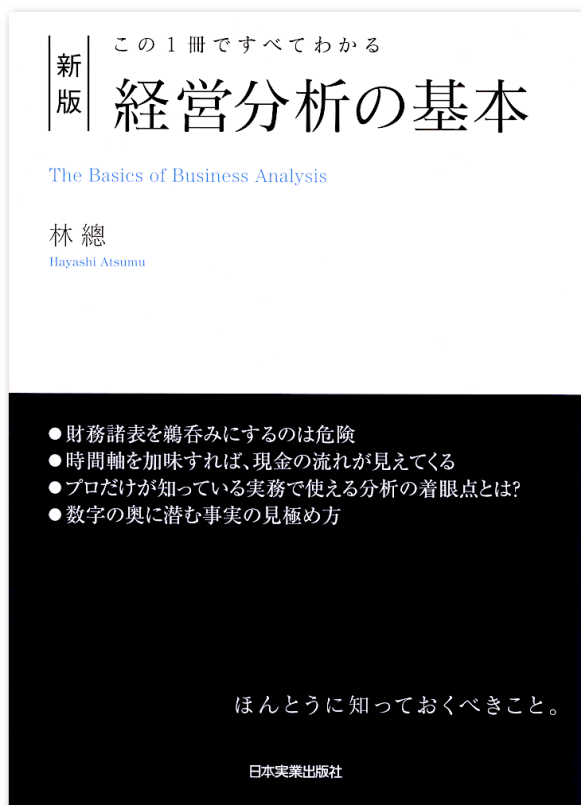 新版
この1冊ですべてわかる
経営分析の基本
The Basics of Business Analysis
林 總
Hayashi Atsumu
●財務諸表を鵜呑みにするのは危険
●時間軸を加味すれば、現金の流れが見えてくる
●プロだけが知っている実務で使える分析の着眼点とは?
●数字の奥に潜む事実の見極め方
ほんとうに知っておくべきこと。
日本実業出版社